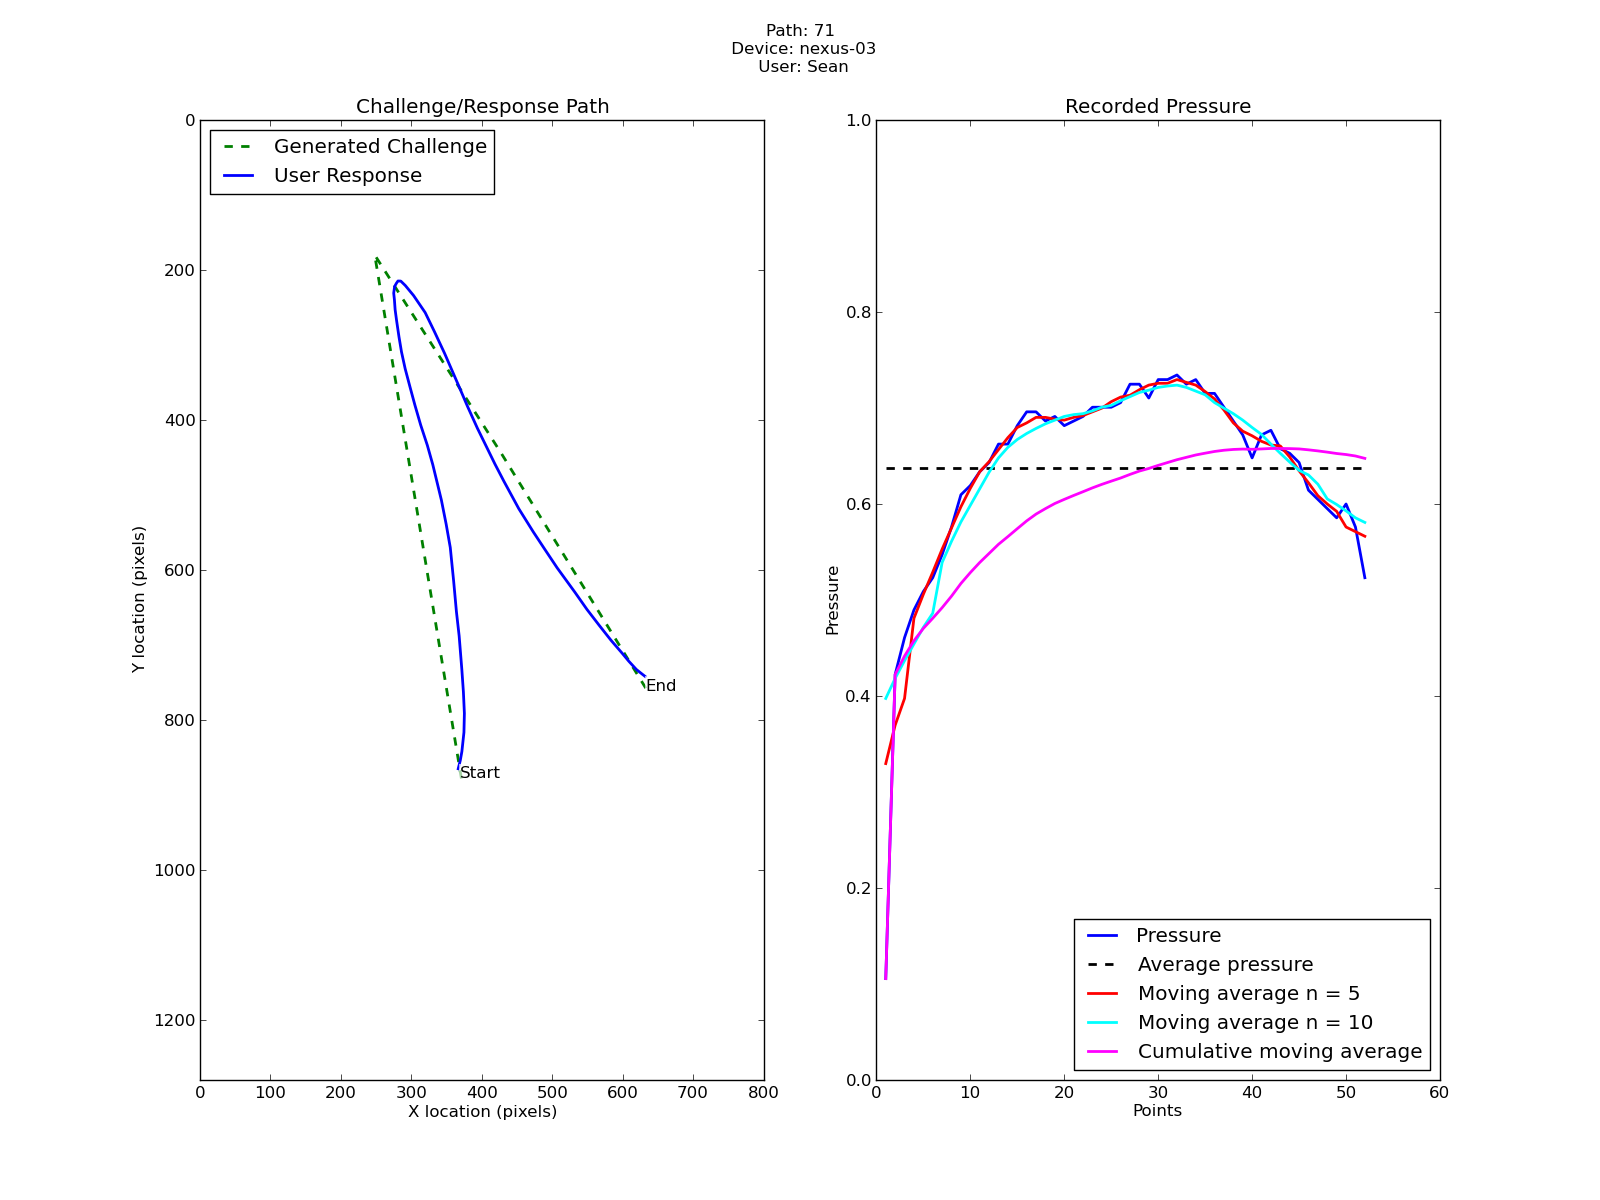 Path: 71
Device: nexus-03
User: Sean
Challenge/Response Path
Generated Challenge
User Response
0
200
400
600
800
1000
1200
Y location (pixels)
Start
End
0 100 200 300 400 500 600 700 800
X location (pixels)
Recorded Pressure
1.0
0.8
0.6
0.4
0.2
0.0
Pressure
Pressure
Average pressure
Moving average n = 5
Moving average n = 10
Cumulative moving average
0 10 20 30 40 50 60
Points